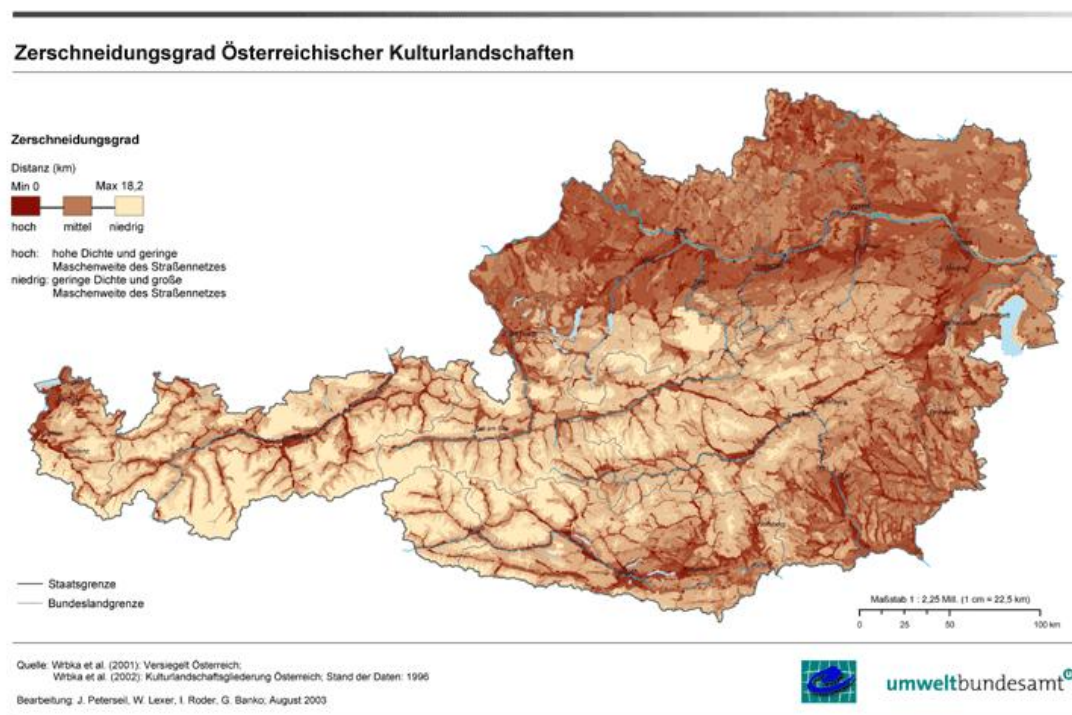 Zerschneidungsgrad Österreichischer Kulturlandschaften
Zerschneidungsgrad
Distanz (km)
Min 0 Max 18,2
hoch mittel niedrig
hoch: hohe Dichte und geringe
Maschenweite des Straßennetzes
niedrig: geringe Dichte und große
Maschenweite des Straßennetzes
Staatsgrenze
Bundeslandgrenze
Maßstab 1 : 2,25 Mill. (1 cm = 22,5 km)
0 25 50 100 km
Quelle: Wrbka et al. (2001): Versiegelt Österreich;
Wrbka et al. (2002): Kulturlandschaftsgliederung Österreich; Stand der Daten: 1996
Bearbeitung: J. Peterseil, W. Lexer, I. Roder, G. Banko; August 2003
umweltbundesamt